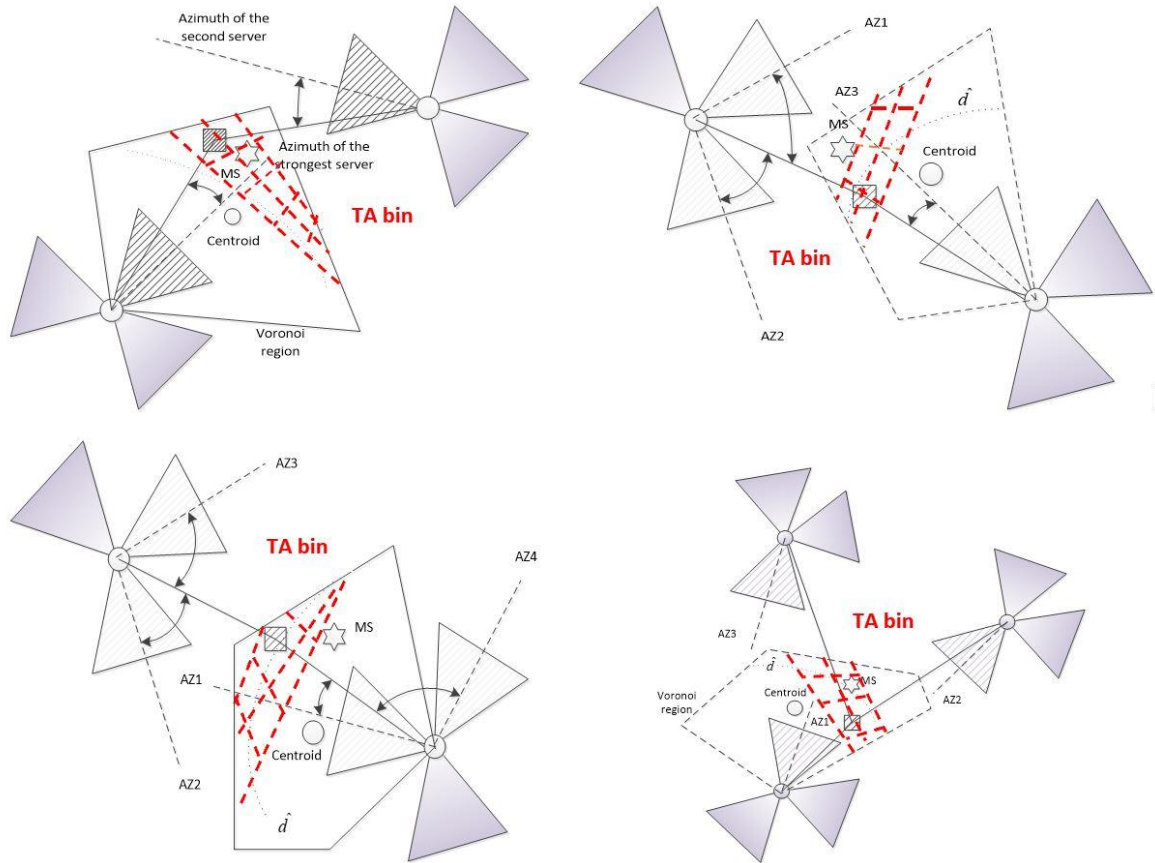 Azimuth of the
second server
Azimuth of the
strongest server
MS
TA bin
Centroid
Voronoi
region
AZ1
AZ3
MS
d̂
Centroid
TA bin
AZ2
AZ3
TA bin
AZ4
MS
AZ1
Centroid
AZ2
d̂
TA bin
AZ3
d̂
Voronoi
region
Centroid
MS
AZ2
AZ1